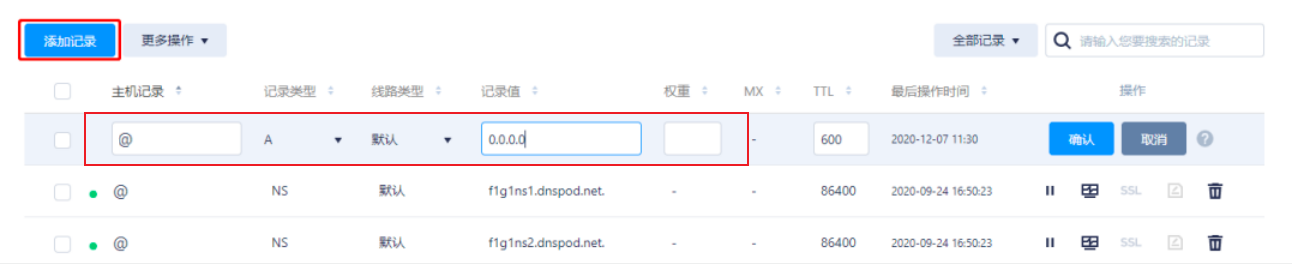 添加记录 更多操作 ▼ 全部记录 ▼ 请输入您要搜索的记录
主机记录 记录类型 线路类型 记录值 权重 MX TTL 最后操作时间 操作
@ A 默认 0.0.0.0 - 600 2020-12-07 11:30 确认 取消 ?
@ NS 默认 f1g1ns1.dnspod.net. - - 86400 2020-09-24 16:50:23 SSL
@ NS 默认 f1g1ns2.dnspod.net. - - 86400 2020-09-24 16:50:23 SSL